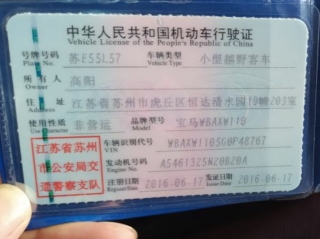 中华人民共和国机动车行驶证
Vehicle License of the People's Republic of China
号牌号码 苏E55L57 车辆类型 小型越野客车
Plate No. Vehicle Type
所有人 高阳
Owner
住址 江苏省苏州市虎丘区恒达清水园19幢203室
Address
使用性质 非营运 品牌型号 宝马WBAXW119
Use Character Model
江苏省苏州 车辆识别代号
市公安局交 VIN
通警察支队 发动机号码 A5461325N20B20A
Engine No.
注册日期 2016-06-17 发证日期 2016-06-17
Register Date Issue Date